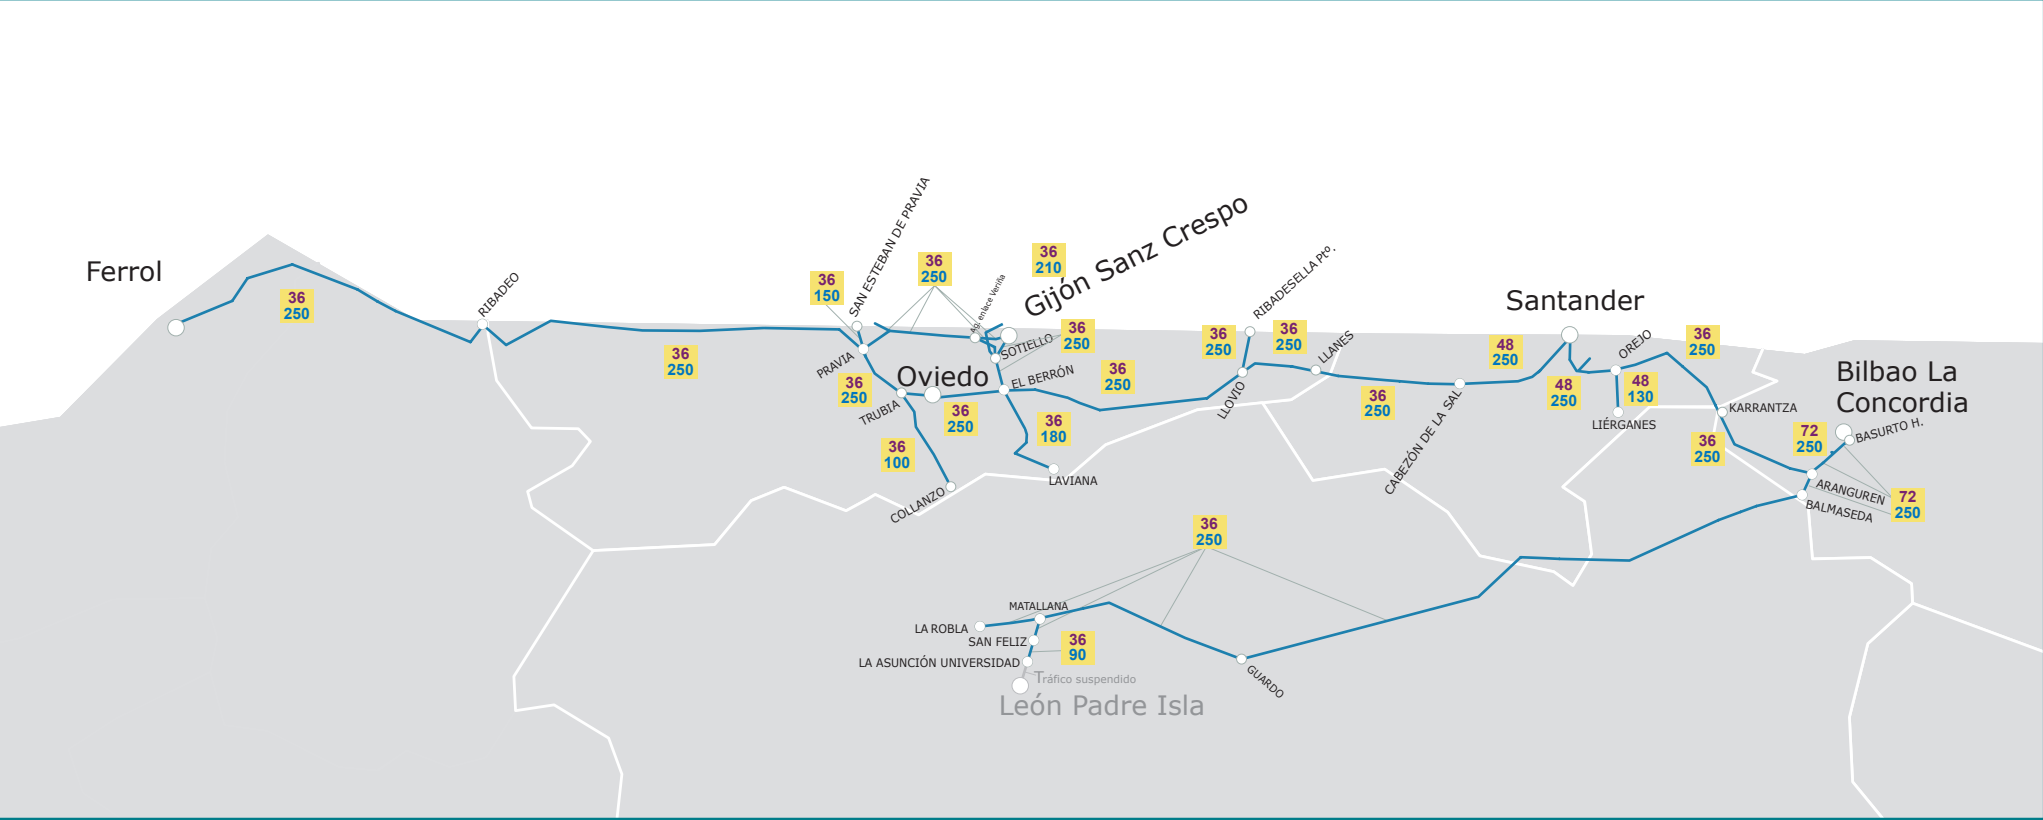 Ferrol
36
250
RIBADEO
36
250
36
150
SAN ESTEBAN DE PRAVIA
36
250
Ag. enlace Veriña
36
210
Gijón Sanz Crespo
PRAVIA
36
250
TRUBIA
Oviedo
36
250
SOTIELLO
36
250
EL BERRÓN
36
250
36
100
COLLANZO
36
180
LAVIANA
36
250
RIBADESELLA Ptº.
36
250
LLOVIO
LLANES
36
250
CABEZÓN DE LA SAL
Santander
48
250
48
250
OREJO
48
130
LIÉRGANES
36
250
KARRANTZA
36
250
Bilbao La
Concordia
BASURTO H.
72
250
ARANGUREN
BALMASEDA
72
250
36
250
MATALLANA
LA ROBLA
SAN FELIZ
36
90
LA ASUNCIÓN UNIVERSIDAD
Tráfico suspendido
León Padre Isla
GUARDO